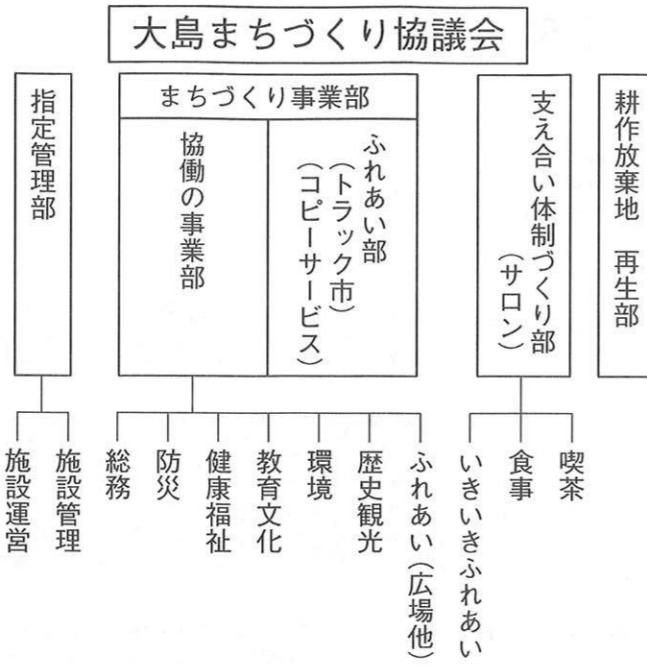 大島まちづくり協議会
指定管理部
まちづくり事業部
協働の事業部
ふれあい部
(トラック市)
(コピーサービス)
支え合い体制づくり部
(サロン)
耕作放棄地 再生部
施設運営
施設管理
総務
防災
健康福祉
教育文化
環境
歴史観光
ふれあい(広場他)
いきいきふれあい
食事
喫茶